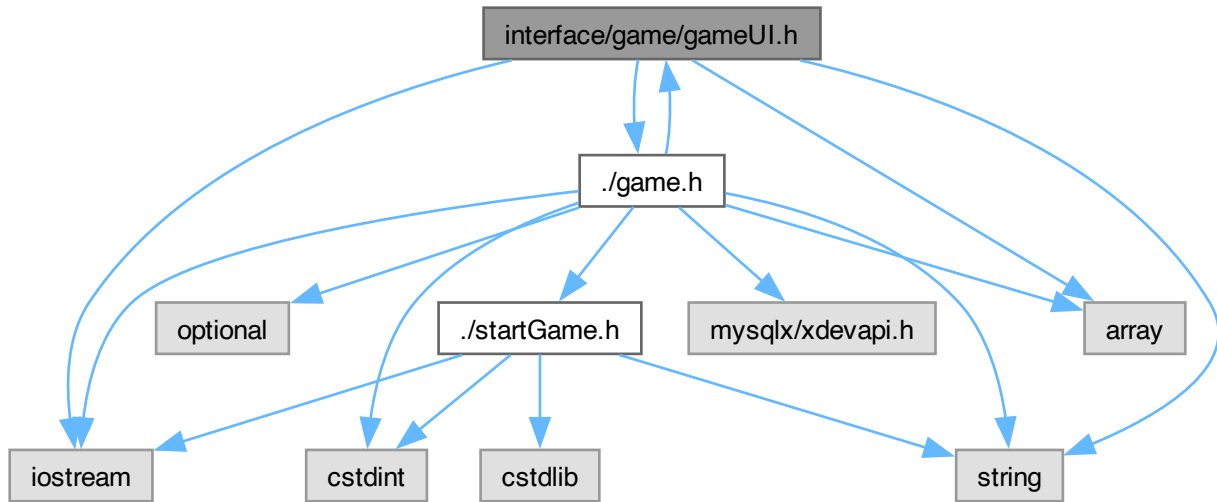 interface/game/gameUI.h
./game.h
optional
./startGame.h
mysqlx/xdevapi.h
array
iostream
cstdint
cstdlib
string